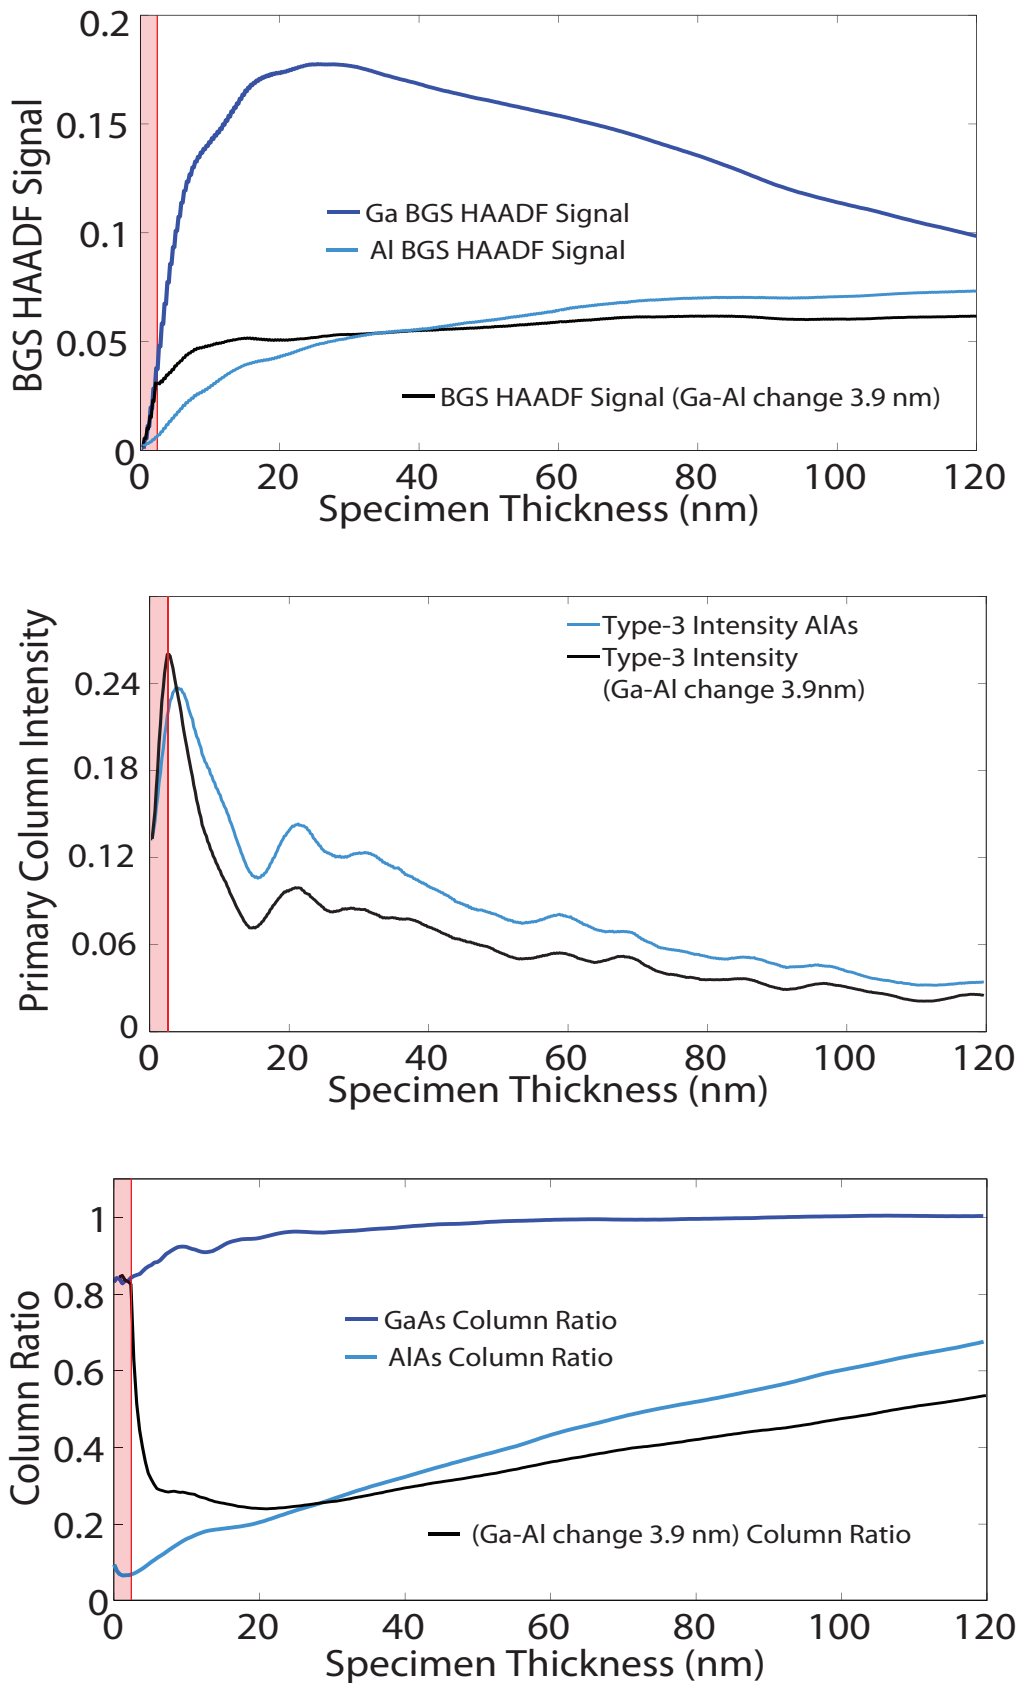 BGS HAADF Signal
0.2
0.15
0.1
0.05
0
Ga BGS HAADF Signal
Al BGS HAADF Signal
BGS HAADF Signal (Ga-Al change 3.9 nm)
0 20 40 60 80 100 120
Specimen Thickness (nm)
Primary Column Intensity
0.24
0.18
0.12
0.06
0
Type-3 Intensity AlAs
Type-3 Intensity
(Ga-Al change 3.9nm)
0 20 40 60 80 100 120
Specimen Thickness (nm)
Column Ratio
1
0.8
0.6
0.4
0.2
0
GaAs Column Ratio
AlAs Column Ratio
(Ga-Al change 3.9 nm) Column Ratio
0 20 40 60 80 100 120
Specimen Thickness (nm)